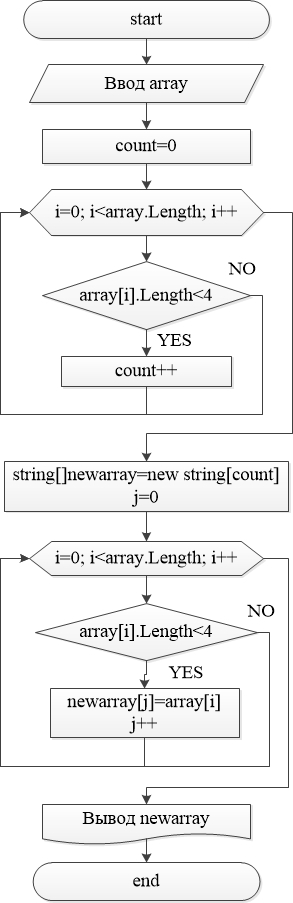 start
Ввод array
count=0
i=0; i<array.Length; i++
NO
array[i].Length<4
YES
count++
string[]newarray=new string[count]
j=0
i=0; i<array.Length; i++
NO
array[i].Length<4
YES
newarray[j]=array[i]
j++
Вывод newarray
end